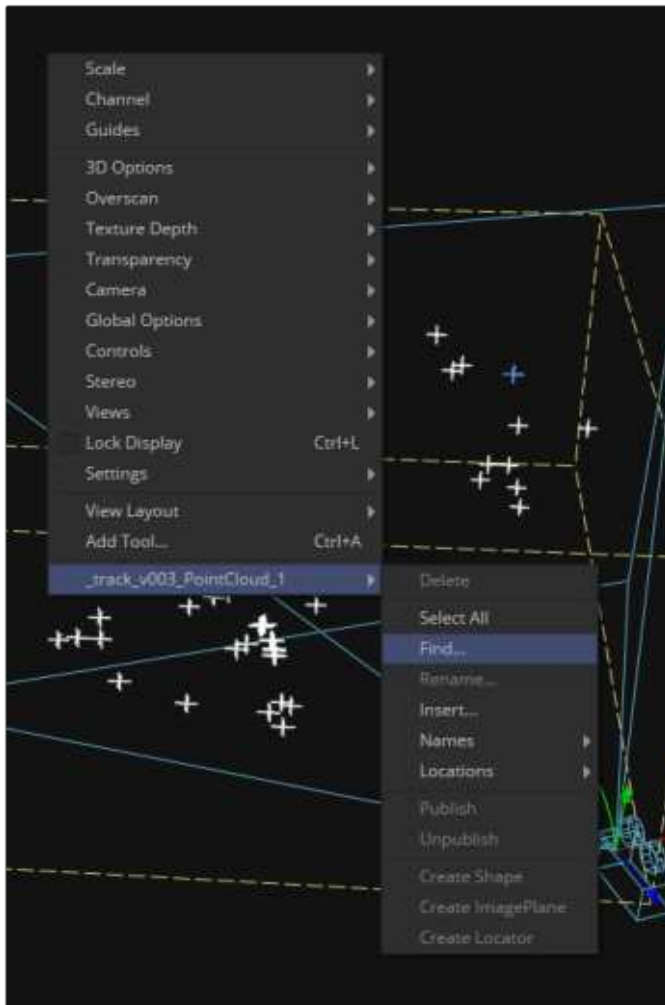 Scale
Channel
Guides
3D Options
Overscan
Texture Depth
Transparency
Camera
Global Options
Controls
Stereo
Views
Lock Display Ctrl+L
Settings
View Layout
Add Tool... Ctrl+A
_track_v003_PointCloud_1
Delete
Select All
Find...
Rename...
Insert...
Names
Locations
Publish
Unpublish
Create Shape
Create ImagePlane
Create Locator